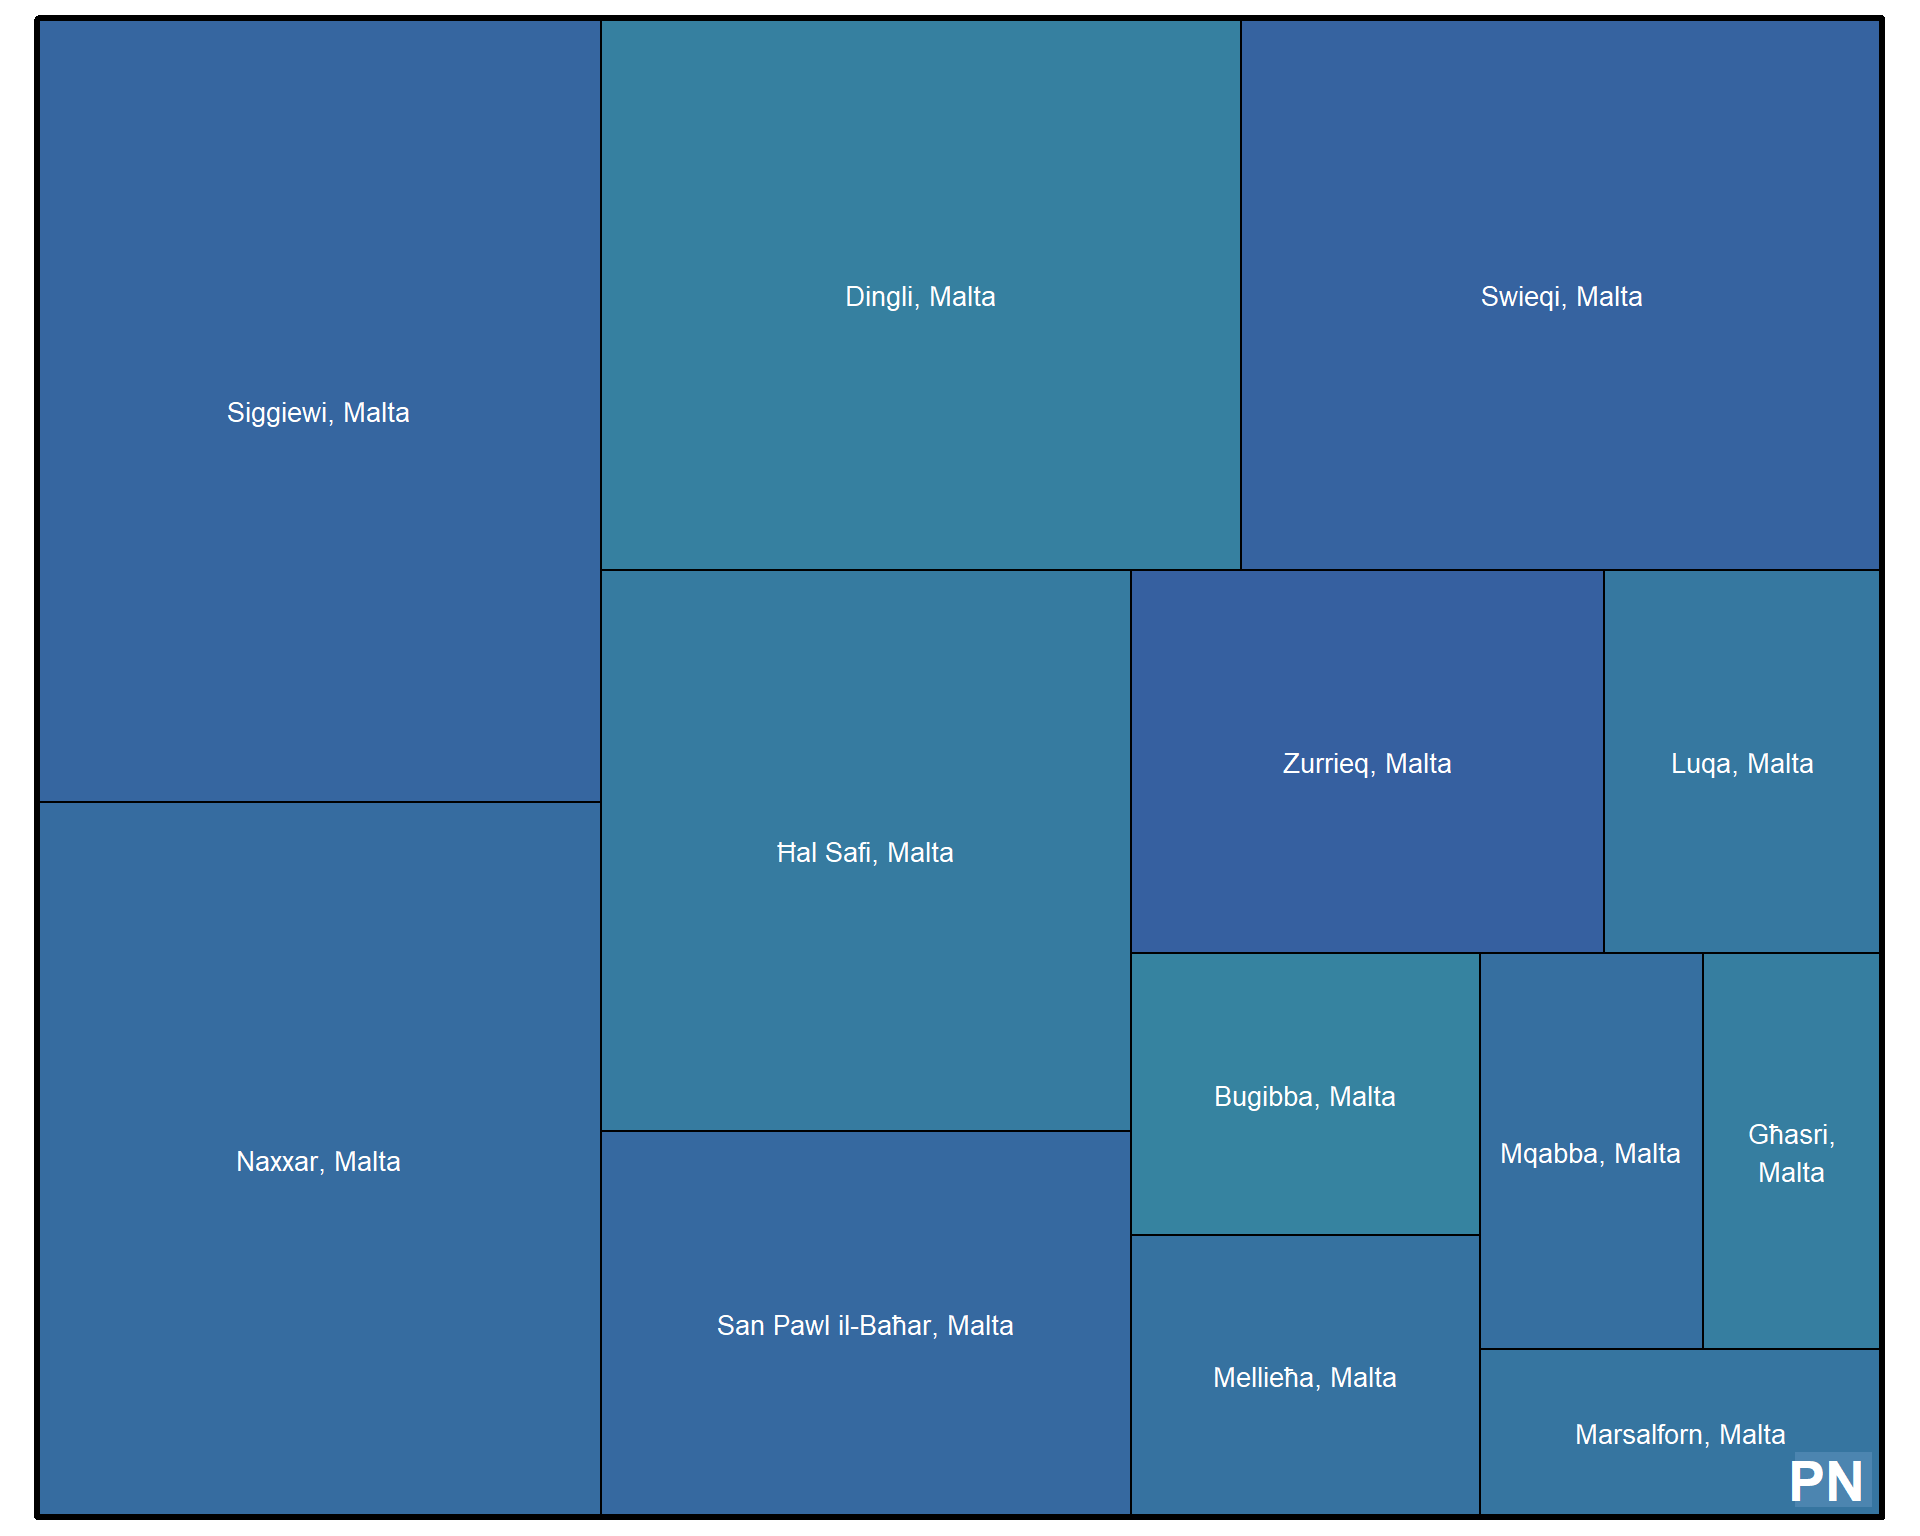 Dingli, Malta
Swieqi, Malta
Siggiewi, Malta
Zurrieq, Malta
Luqa, Malta
Ħal Safi, Malta
Bugibba, Malta
Għasri,
Malta
Mqabba, Malta
Naxxar, Malta
San Pawl il-Baħar, Malta
Mellieħa, Malta
Marsalforn, Malta
PN